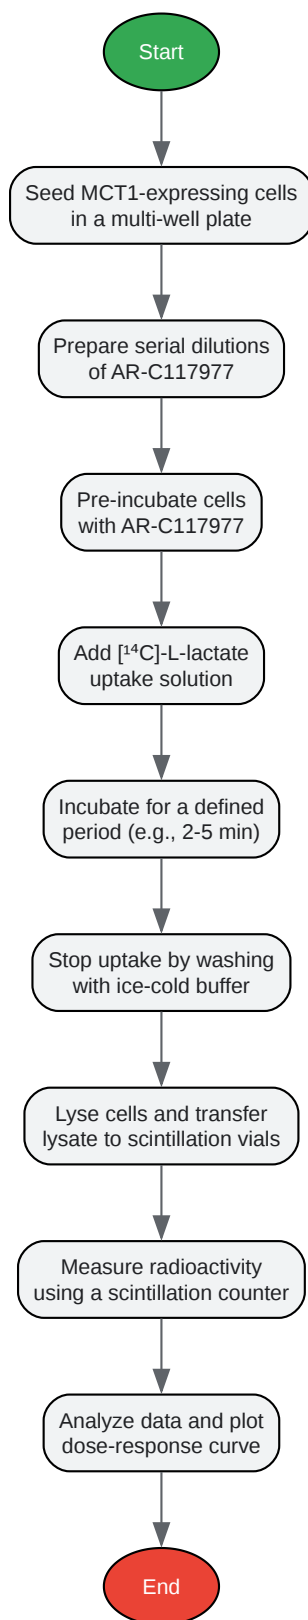 Start
Seed MCT1-expressing cells
in a multi-well plate
Prepare serial dilutions
of AR-C117977
Pre-incubate cells
with AR-C117977
Add [¹⁴C]-L-lactate
uptake solution
Incubate for a defined
period (e.g., 2-5 min)
Stop uptake by washing
with ice-cold buffer
Lyse cells and transfer
lysate to scintillation vials
Measure radioactivity
using a scintillation counter
Analyze data and plot
dose-response curve
End